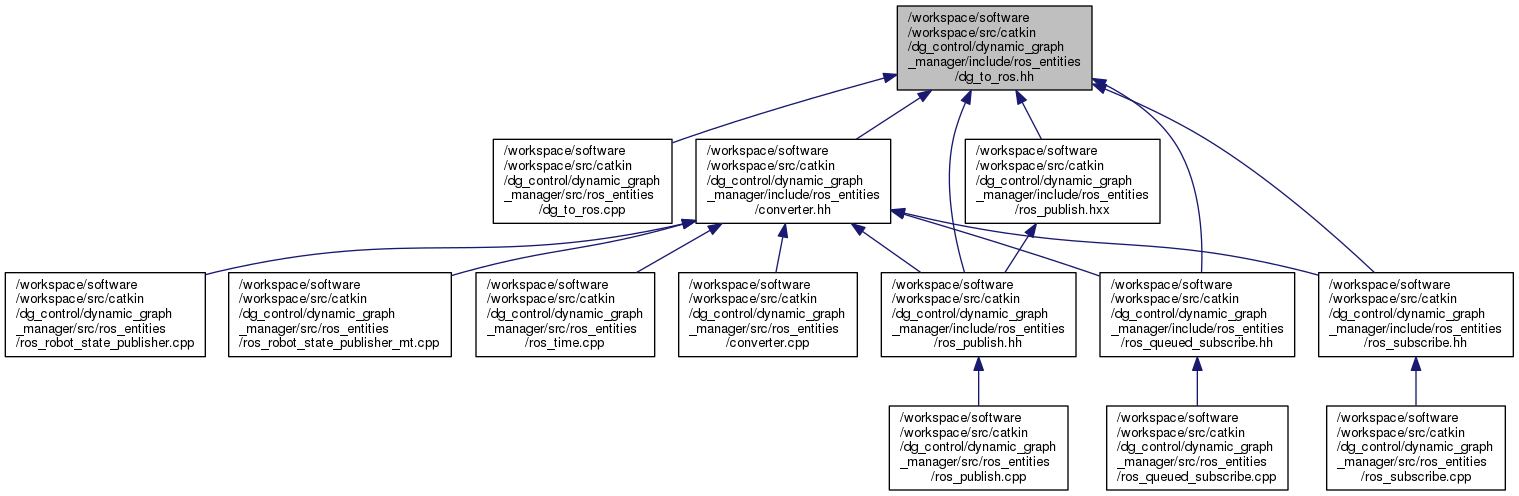 /workspace/software
/workspace/src/catkin
/dg_control/dynamic_graph
_manager/include/ros_entities
/dg_to_ros.hh
/workspace/software
/workspace/src/catkin
/dg_control/dynamic_graph
_manager/src/ros_entities
/dg_to_ros.cpp
/workspace/software
/workspace/src/catkin
/dg_control/dynamic_graph
_manager/include/ros_entities
/converter.hh
/workspace/software
/workspace/src/catkin
/dg_control/dynamic_graph
_manager/include/ros_entities
/ros_publish.hxx
/workspace/software
/workspace/src/catkin
/dg_control/dynamic_graph
_manager/src/ros_entities
/ros_robot_state_publisher.cpp
/workspace/software
/workspace/src/catkin
/dg_control/dynamic_graph
_manager/src/ros_entities
/ros_robot_state_publisher_mt.cpp
/workspace/software
/workspace/src/catkin
/dg_control/dynamic_graph
_manager/src/ros_entities
/ros_time.cpp
/workspace/software
/workspace/src/catkin
/dg_control/dynamic_graph
_manager/src/ros_entities
/converter.cpp
/workspace/software
/workspace/src/catkin
/dg_control/dynamic_graph
_manager/include/ros_entities
/ros_publish.hh
/workspace/software
/workspace/src/catkin
/dg_control/dynamic_graph
_manager/include/ros_entities
/ros_queued_subscribe.hh
/workspace/software
/workspace/src/catkin
/dg_control/dynamic_graph
_manager/include/ros_entities
/ros_subscribe.hh
/workspace/software
/workspace/src/catkin
/dg_control/dynamic_graph
_manager/src/ros_entities
/ros_publish.cpp
/workspace/software
/workspace/src/catkin
/dg_control/dynamic_graph
_manager/src/ros_entities
/ros_queued_subscribe.cpp
/workspace/software
/workspace/src/catkin
/dg_control/dynamic_graph
_manager/src/ros_entities
/ros_subscribe.cpp